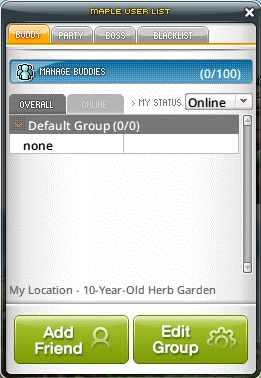 MAPLE USER LIST
BUDDY PARTY BOSS BLACKLIST
MANAGE BUDDIES (0/100)
OVERALL ONLINE > MY STATUS Online
Default Group (0/0)
none
My Location - 10-Year-Old Herb Garden
Add Friend
Edit Group